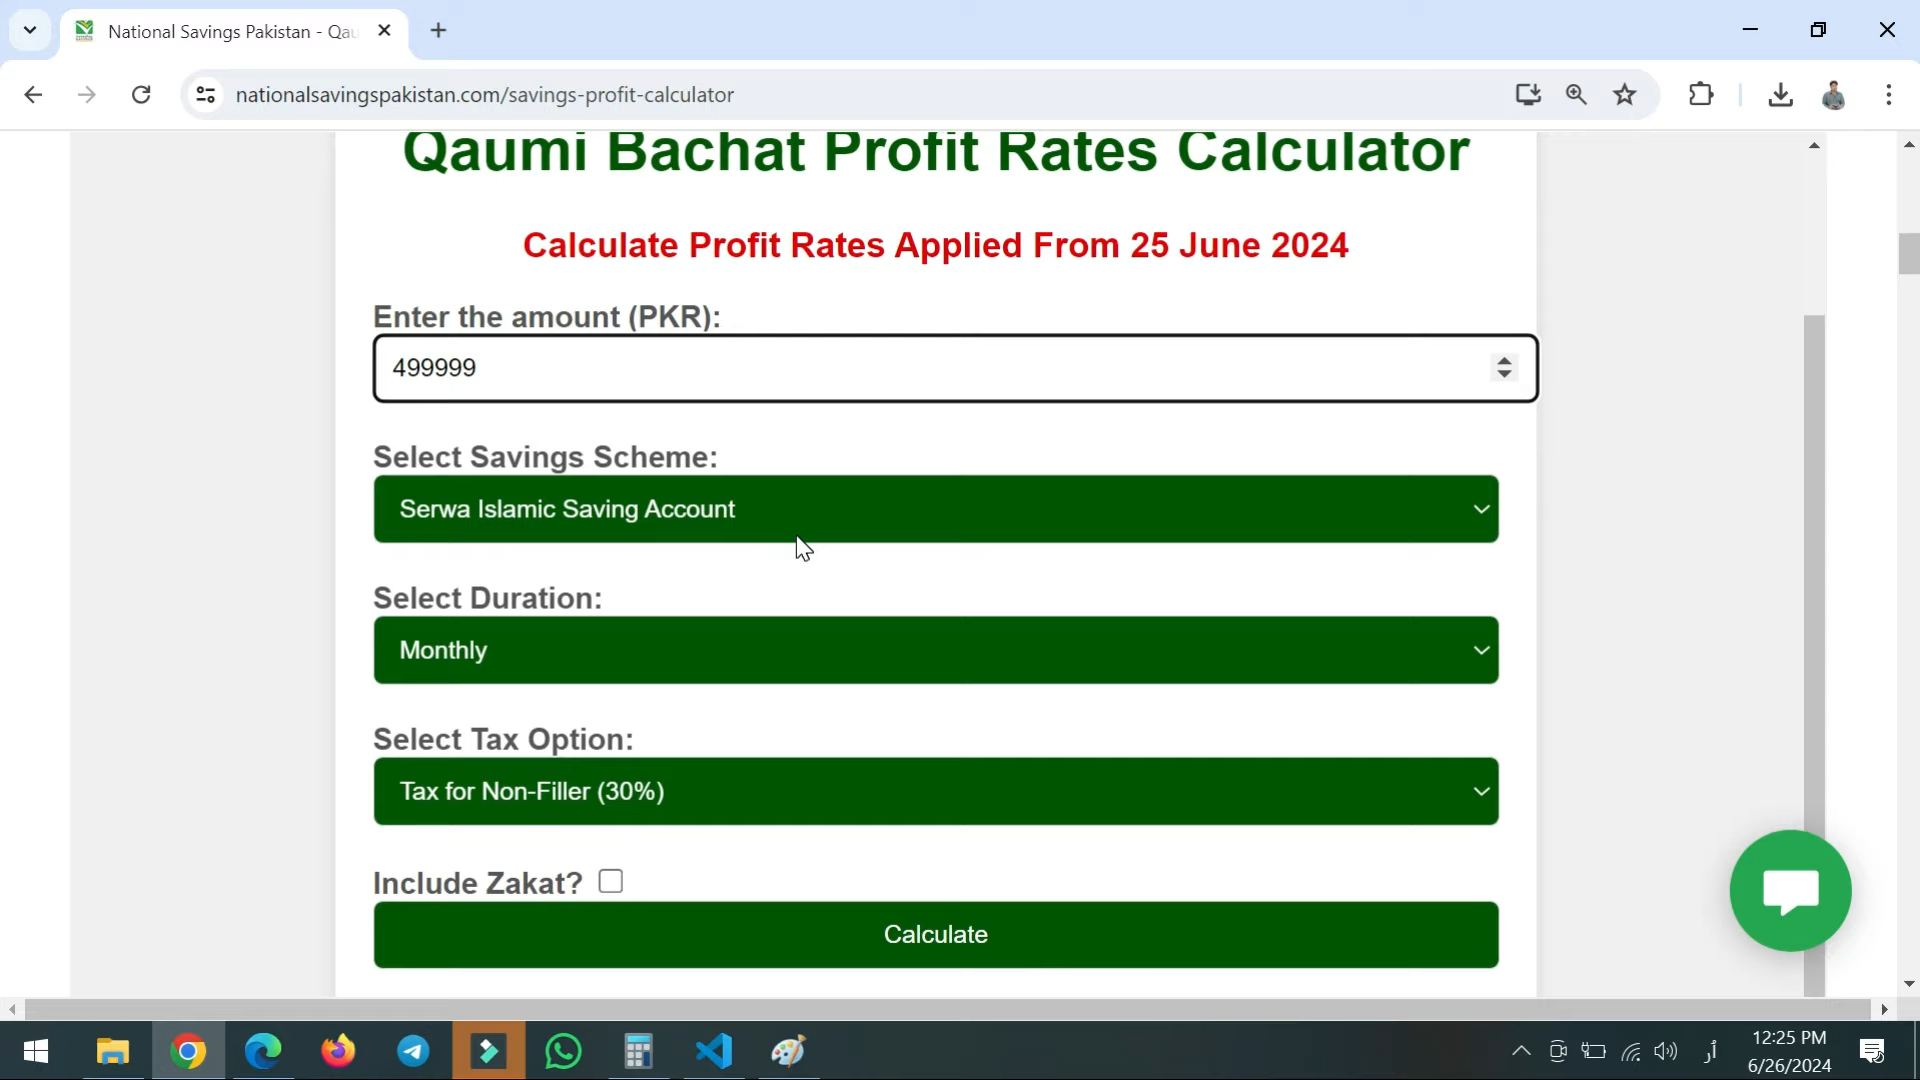 National Savings Pakistan - Qau
nationalsavingspakistan.com/savings-profit-calculator
Qaumi Bachat Profit Rates Calculator
Calculate Profit Rates Applied From 25 June 2024
Enter the amount (PKR):
499999
Select Savings Scheme:
Serwa Islamic Saving Account
Select Duration:
Monthly
Select Tax Option:
Tax for Non-Filler (30%)
Include Zakat?
Calculate
12:25 PM
6/26/2024